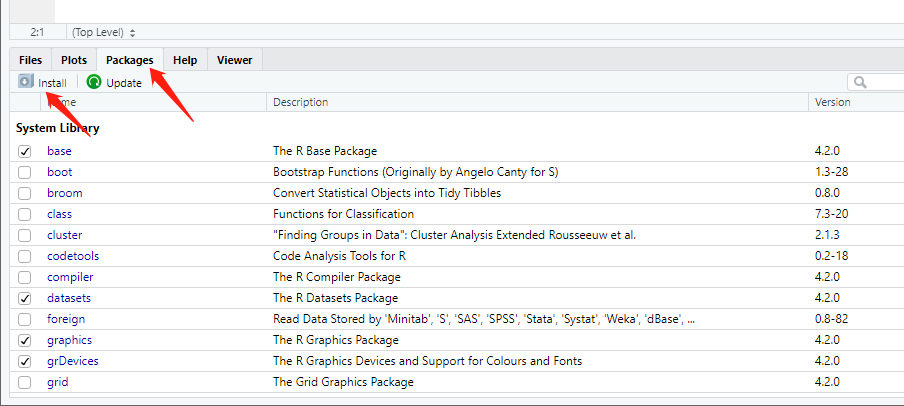 2:1 (Top Level)
Files Plots Packages Help Viewer
Install Update
Description Version
System Library
base The R Base Package 4.2.0
boot Bootstrap Functions (Originally by Angelo Canty for S) 1.3-28
broom Convert Statistical Objects into Tidy Tibbles 0.8.0
class Functions for Classification 7.3-20
cluster "Finding Groups in Data": Cluster Analysis Extended Rousseeuw et al. 2.1.3
codetools Code Analysis Tools for R 0.2-18
compiler The R Compiler Package 4.2.0
datasets The R Datasets Package 4.2.0
foreign Read Data Stored by 'Minitab', 'S', 'SAS', 'SPSS', 'Stata', 'Systat', 'Weka', 'dBase', ... 0.8-82
graphics The R Graphics Package 4.2.0
grDevices The R Graphics Devices and Support for Colours and Fonts 4.2.0
grid The Grid Graphics Package 4.2.0